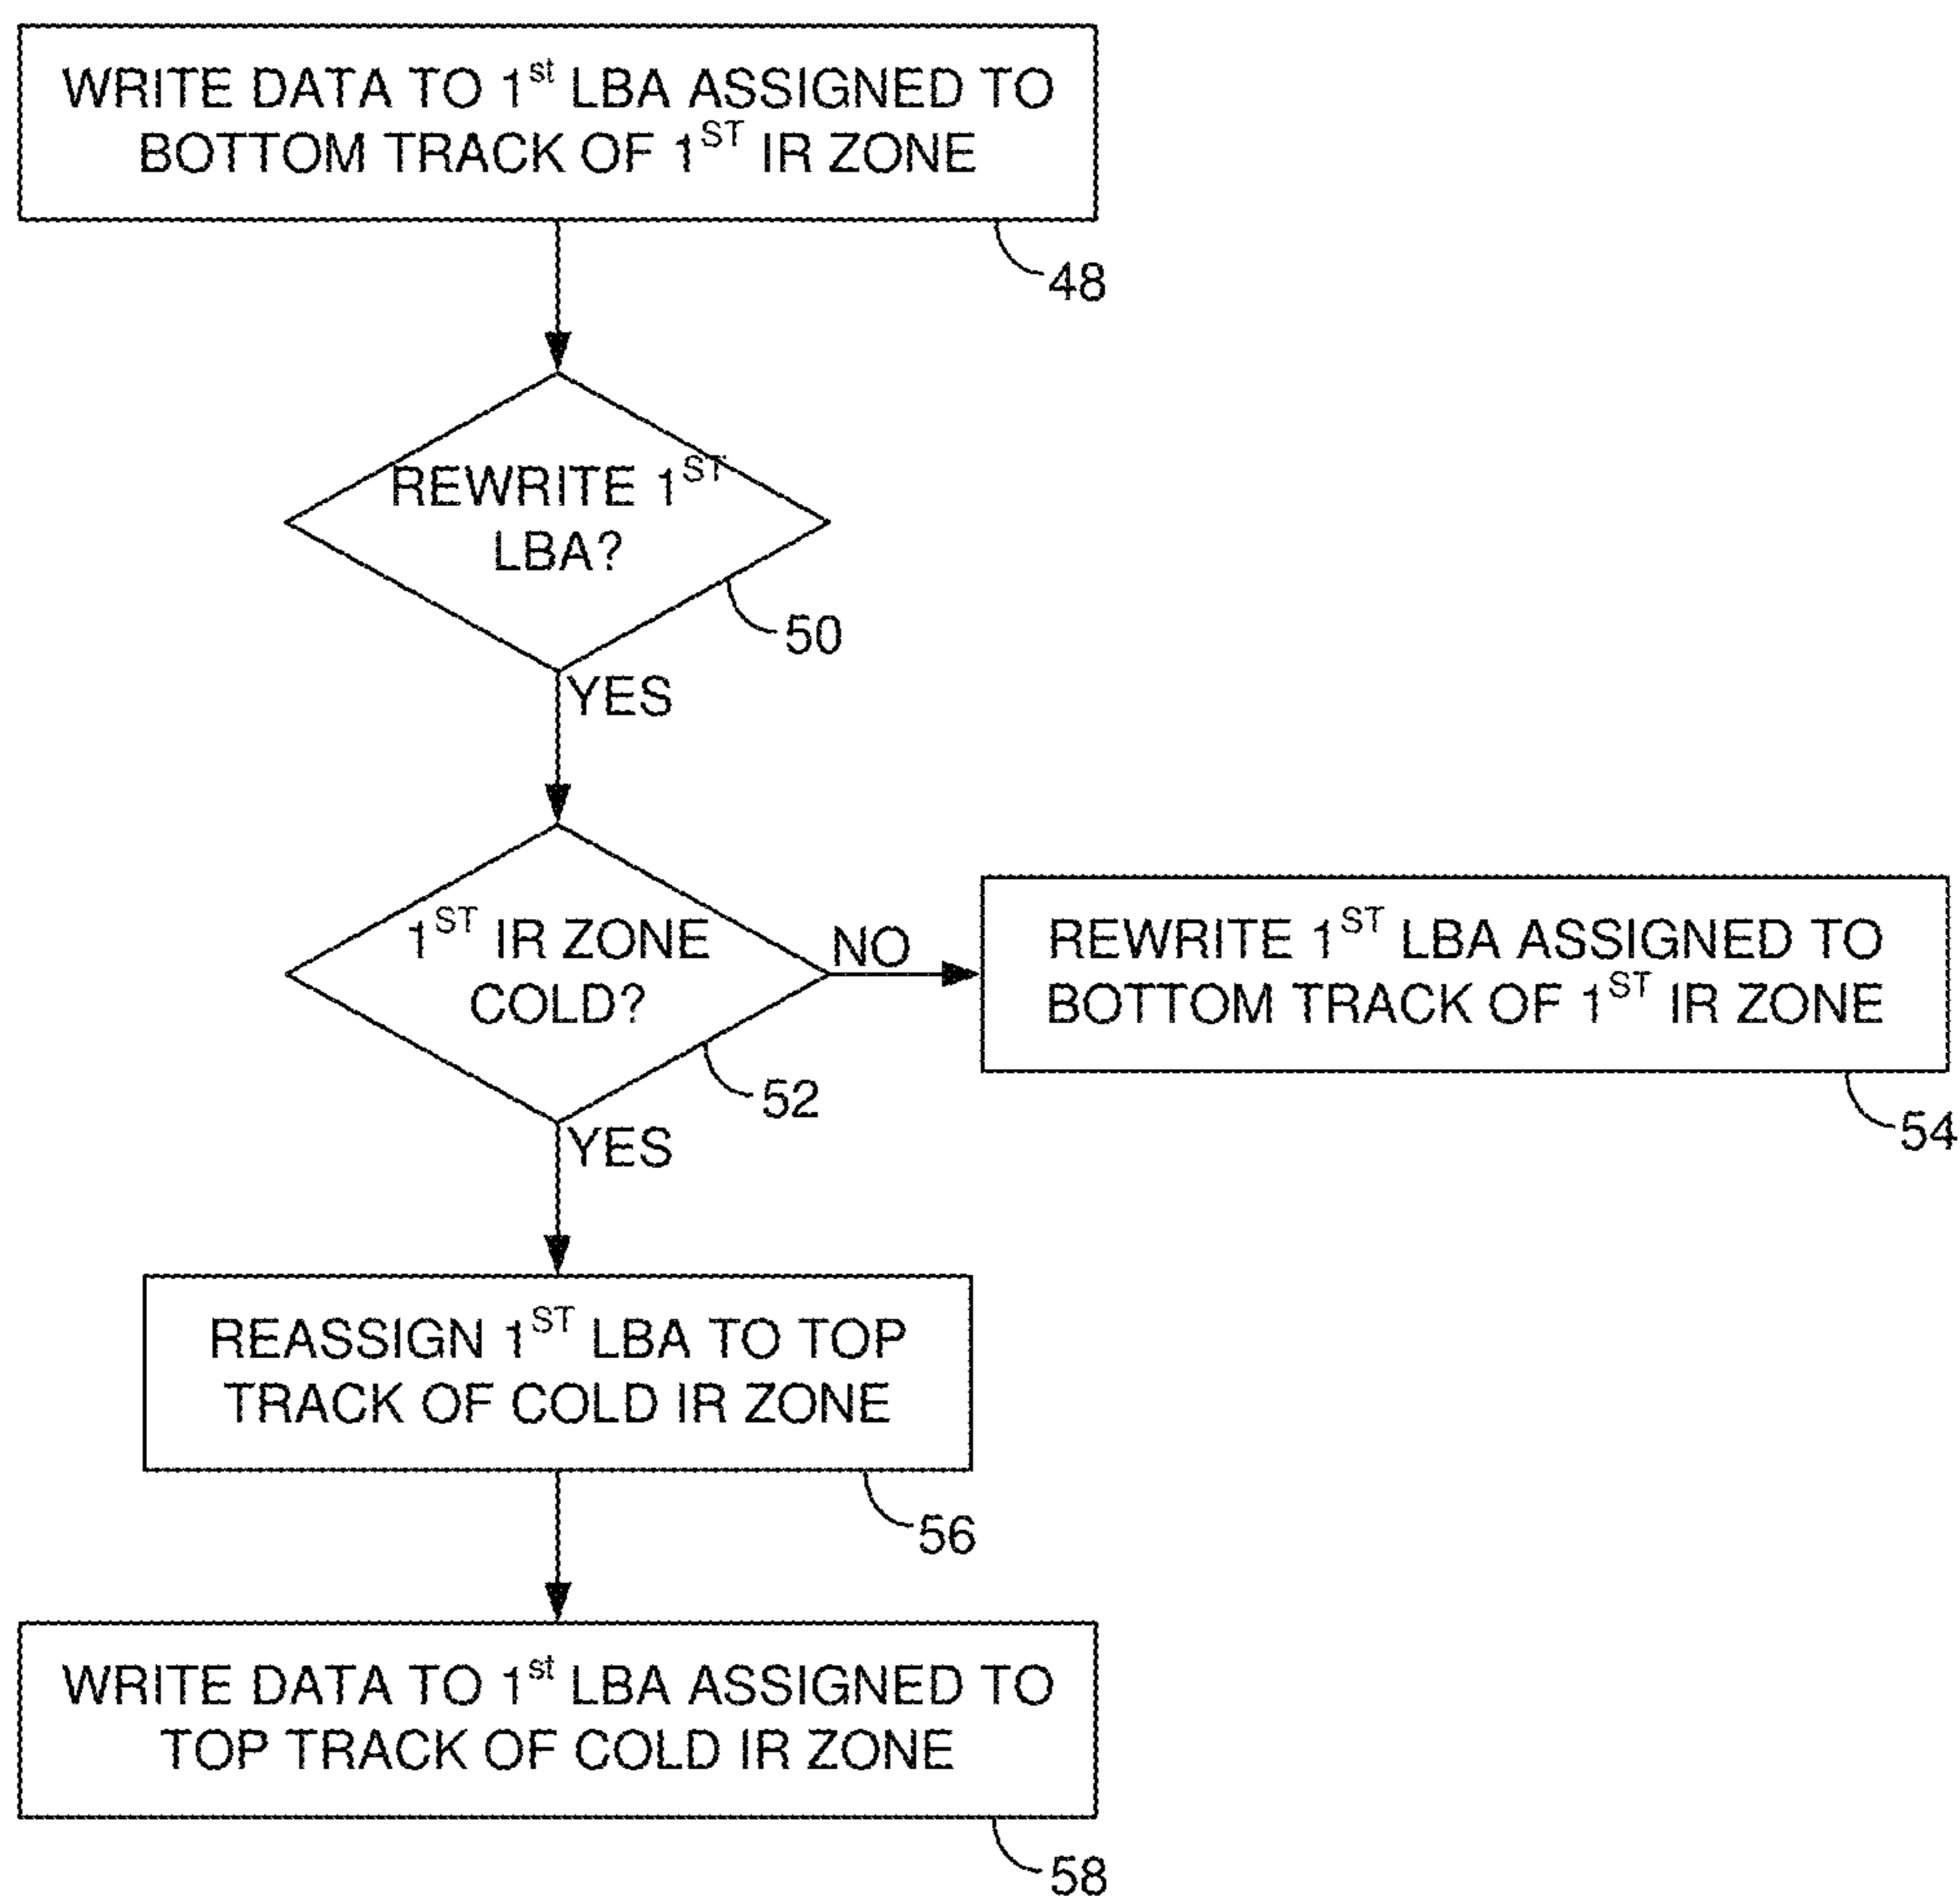 WRITE DATA TO 1st LBA ASSIGNED TO
BOTTOM TRACK OF 1ST IR ZONE
48
REWRITE 1ST
LBA?
50
YES
1ST IR ZONE
COLD?
52
NO
REWRITE 1ST LBA ASSIGNED TO
BOTTOM TRACK OF 1ST IR ZONE
54
YES
REASSIGN 1ST LBA TO TOP
TRACK OF COLD IR ZONE
56
WRITE DATA TO 1st LBA ASSIGNED TO
TOP TRACK OF COLD IR ZONE
58